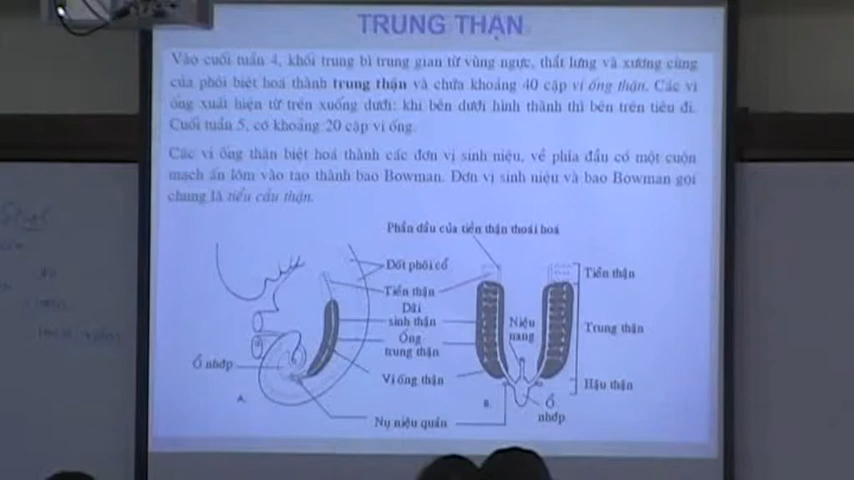 TRUNG THẬN
Vào cuối tuần 4, khối trung bì trung gian từ vùng ngực, thắt lưng và xương cùng
của phôi biệt hoá thành trung thận và chứa khoảng 40 cặp vi ống thận. Các vi
ống xuất hiện từ trên xuống dưới: khi bên dưới hình thành thì bên trên tiêu đi.
Cuối tuần 5, có khoảng 20 cặp vi ống.
Các vi ống thận biệt hoá thành các đơn vị sinh niệu, về phía đầu có một cuộn
mạch ấn lõm vào tạo thành bao Bowman. Đơn vị sinh niệu và bao Bowman gọi
chung là tiểu cầu thận.
Phần đầu của tiền thận thoái hoá
Đốt phôi cổ
Tiền thận
Dải
sinh thận
Ống
trung thận
Vi ống thận
Nụ niệu quản
Ổ nhớp
A.
Niệu
nang
Tiền thận
Trung thận
Hậu thận
B.
Ổ
nhớp